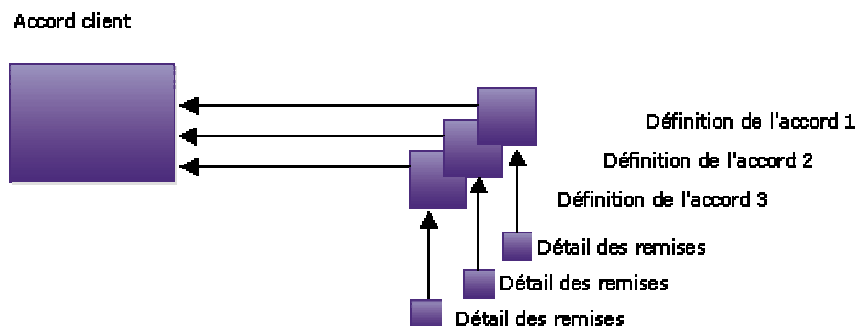 Accord client
Définition de l'accord 1
Définition de l'accord 2
Définition de l'accord 3
Détail des remises
Détail des remises
Détail des remises